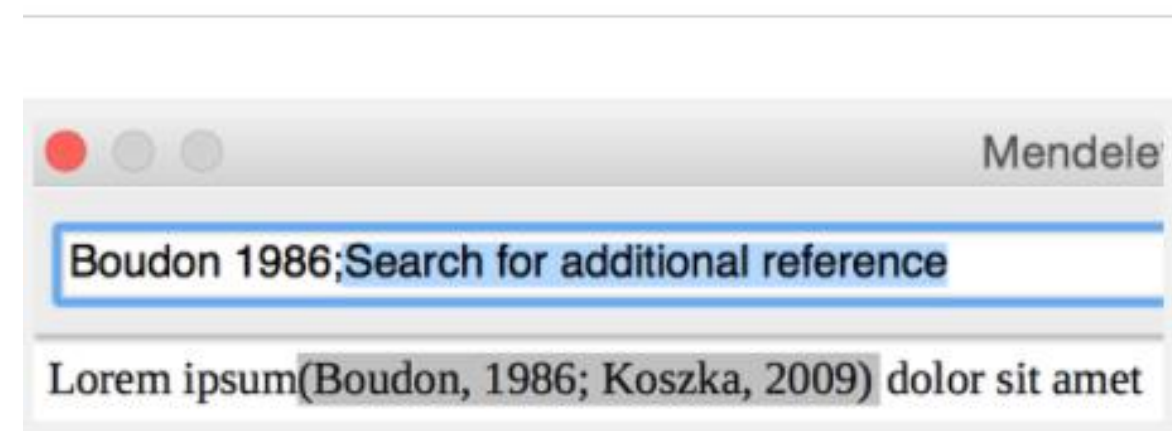 Mendele
Boudon 1986;Search for additional reference
Lorem ipsum(Boudon, 1986; Koszka, 2009) dolor sit amet